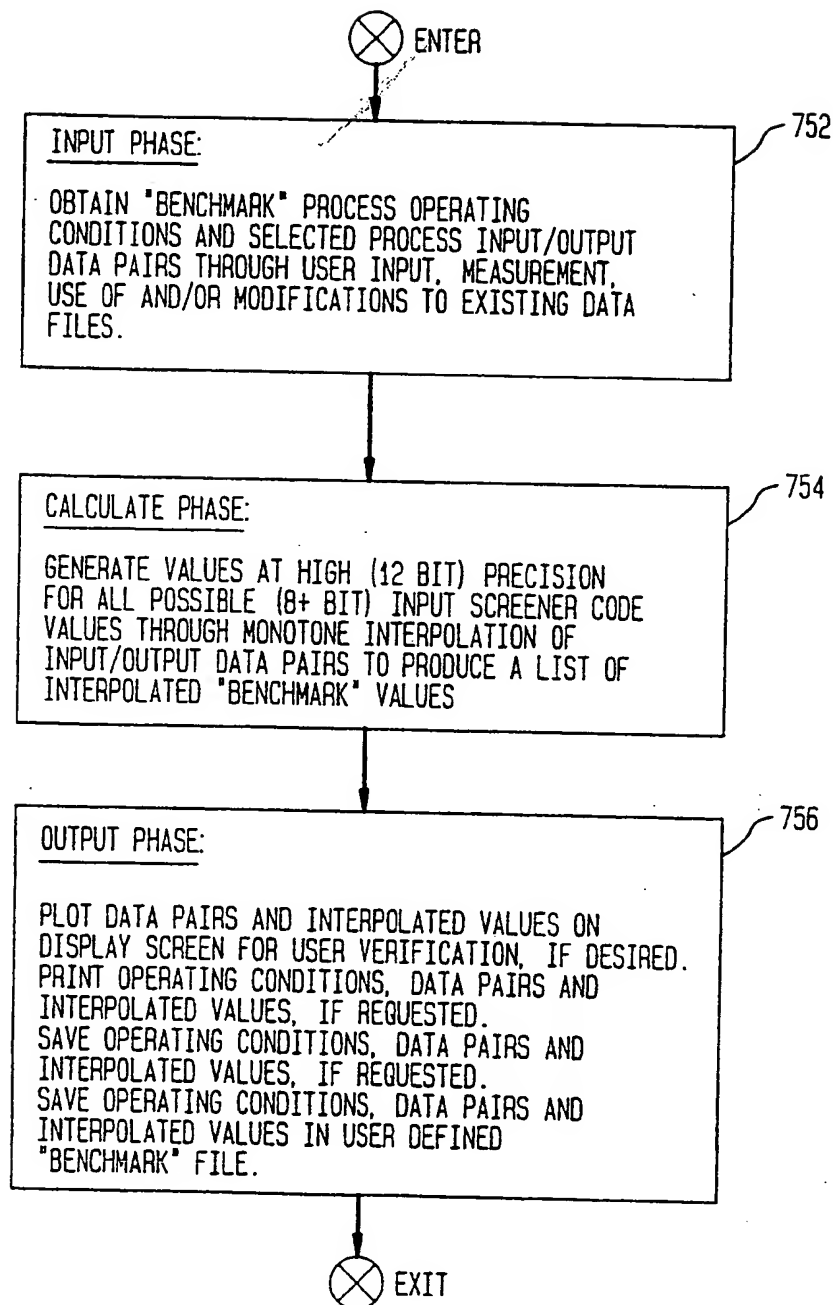 ENTER
752
INPUT PHASE:
OBTAIN "BENCHMARK" PROCESS OPERATING
CONDITIONS AND SELECTED PROCESS INPUT/OUTPUT
DATA PAIRS THROUGH USER INPUT, MEASUREMENT,
USE OF AND/OR MODIFICATIONS TO EXISTING DATA
FILES.
754
CALCULATE PHASE:
GENERATE VALUES AT HIGH (12 BIT) PRECISION
FOR ALL POSSIBLE (8+ BIT) INPUT SCREENER CODE
VALUES THROUGH MONOTONE INTERPOLATION OF
INPUT/OUTPUT DATA PAIRS TO PRODUCE A LIST OF
INTERPOLATED "BENCHMARK" VALUES
756
OUTPUT PHASE:
PLOT DATA PAIRS AND INTERPOLATED VALUES ON
DISPLAY SCREEN FOR USER VERIFICATION, IF DESIRED.
PRINT OPERATING CONDITIONS, DATA PAIRS AND
INTERPOLATED VALUES, IF REQUESTED.
SAVE OPERATING CONDITIONS, DATA PAIRS AND
INTERPOLATED VALUES, IF REQUESTED.
SAVE OPERATING CONDITIONS, DATA PAIRS AND
INTERPOLATED VALUES IN USER DEFINED
"BENCHMARK" FILE.
EXIT